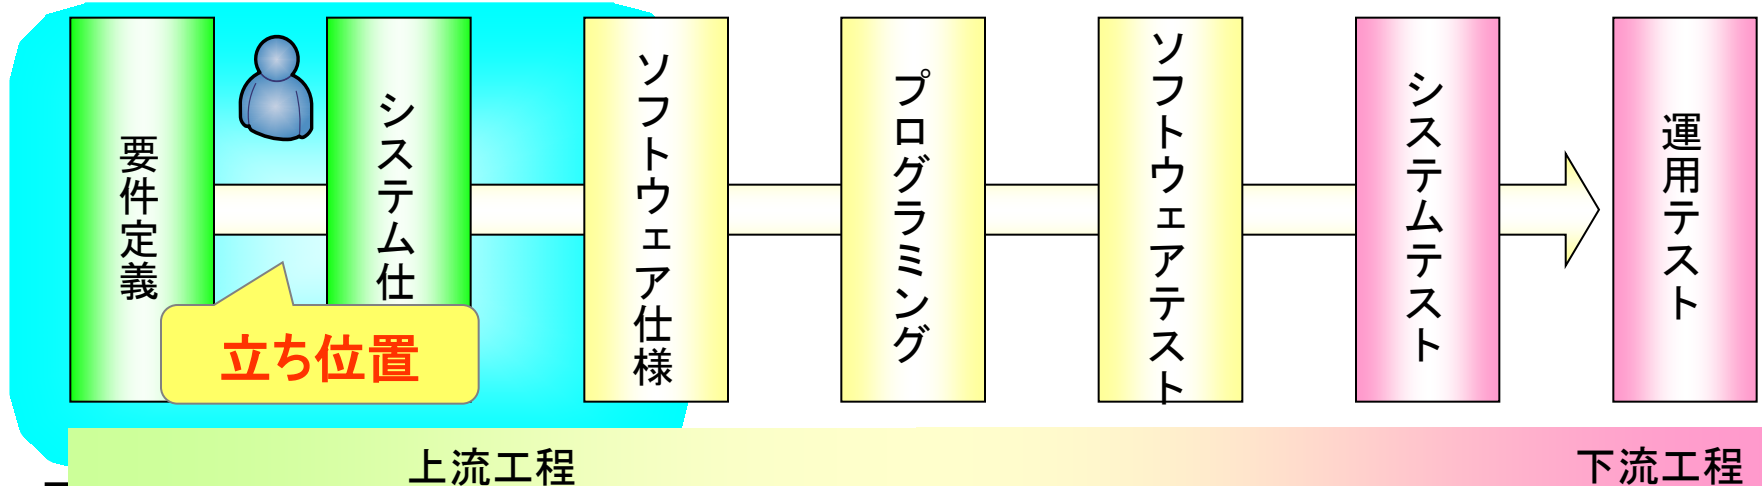 要件定義
システム仕
ソフトウェア仕様
プログラミング
ソフトウェアテスト
システムテスト
運用テスト
立ち位置
上流工程
下流工程